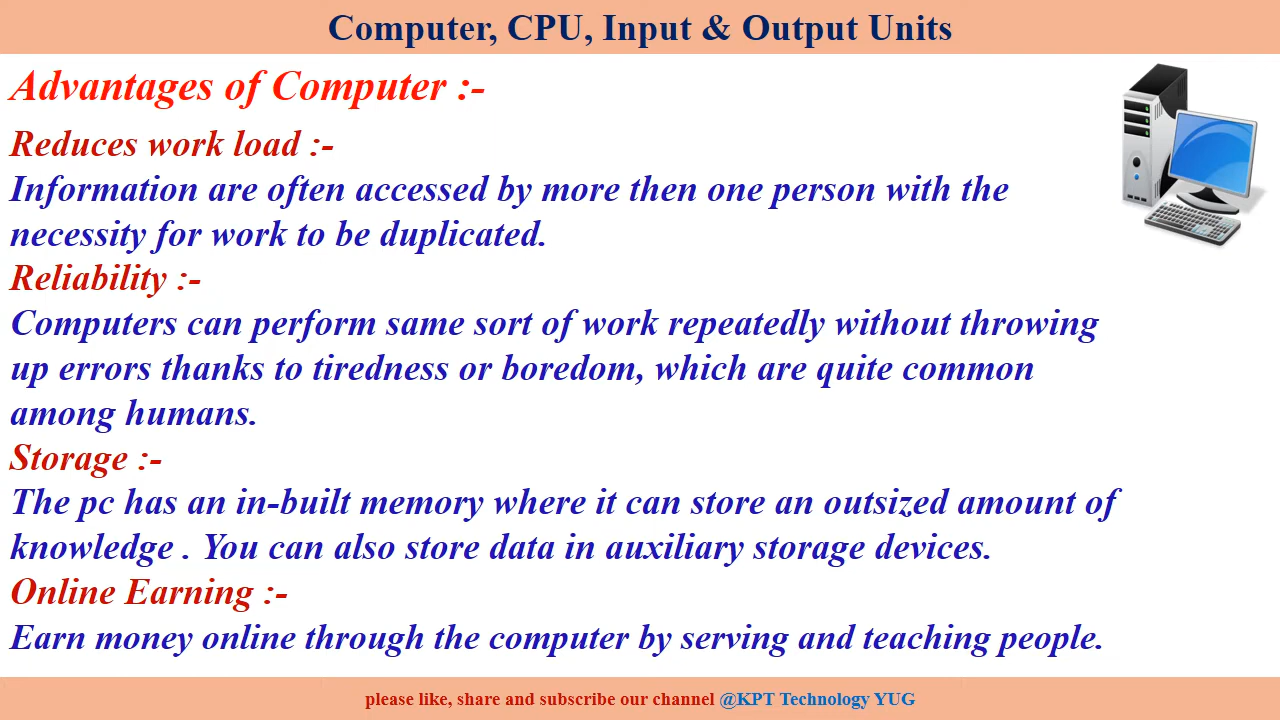 Computer, CPU, Input & Output Units
Advantages of Computer :-
Reduces work load :-
Information are often accessed by more then one person with the
necessity for work to be duplicated.
Reliability :-
Computers can perform same sort of work repeatedly without throwing
up errors thanks to tiredness or boredom, which are quite common
among humans.
Storage :-
The pc has an in-built memory where it can store an outsized amount of
knowledge . You can also store data in auxiliary storage devices.
Online Earning :-
Earn money online through the computer by serving and teaching people.
please like, share and subscribe our channel @KPT Technology YUG